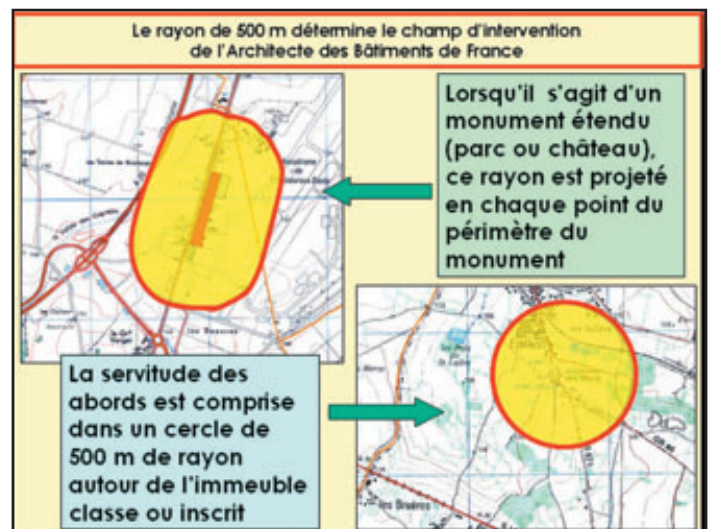 Le rayon de 500 m détermine le champ d'intervention
de l'Architecte des Bâtiments de France
Lorsqu'il s'agit d'un
monument étendu
(parc ou château),
ce rayon est projeté
en chaque point du
périmètre du
monument
La servitude des
abords est comprise
dans un cercle de
500 m de rayon
autour de l'immeuble
classe ou inscrit
les Bruères